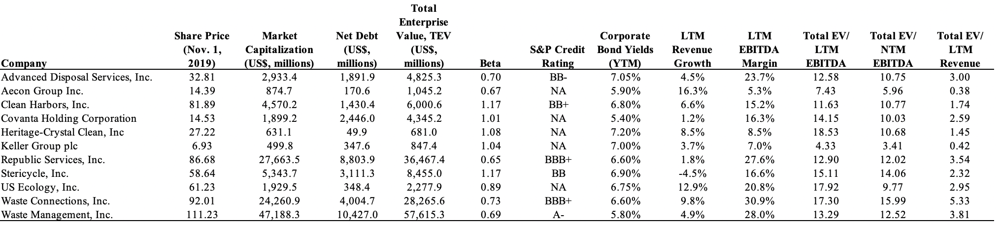 Total
Enterprise
Share Price Market Net Debt Value, TEV Corporate LTM LTM Total EV/ Total EV/ Total EV/
(Nov. 1, Capitalization (US$, (US$, S&P Credit Bond Yields Revenue EBITDA LTM NTM LTM
Company 2019) (US$, millions) millions) millions) Beta Rating (YTM) Growth Margin EBITDA EBITDA Revenue
Advanced Disposal Services, Inc. 32.81 2,933.4 1,891.9 4,825.3 0.70 BB- 7.05% 4.5% 23.7% 12.58 10.75 3.00
Aecon Group Inc. 14.39 874.7 170.6 1,045.2 0.67 NA 5.90% 16.3% 5.3% 7.43 5.96 0.38
Clean Harbors, Inc. 81.89 4,570.2 1,430.4 6,000.6 1.17 BB+ 6.80% 6.6% 15.2% 11.63 10.77 1.74
Covanta Holding Corporation 14.53 1,899.2 2,446.0 4,345.2 1.01 NA 5.40% 1.2% 16.3% 14.15 10.03 2.59
Heritage-Crystal Clean, Inc 27.22 631.1 49.9 681.0 1.08 NA 7.20% 8.5% 8.5% 18.53 10.68 1.45
Keller Group plc 6.93 499.8 347.6 847.4 1.04 NA 7.00% 3.7% 7.0% 4.33 3.41 0.42
Republic Services, Inc. 86.68 27,663.5 8,803.9 36,467.4 0.65 BBB+ 6.60% 1.8% 27.6% 12.90 12.02 3.54
Stericycle, Inc. 58.64 5,343.7 3,111.3 8,455.0 1.17 BB 6.90% -4.5% 16.6% 15.11 14.06 2.32
US Ecology, Inc. 61.23 1,929.5 348.4 2,277.9 0.89 NA 6.75% 12.9% 20.8% 17.92 9.77 2.95
Waste Connections, Inc. 92.01 24,260.9 4,004.7 28,265.6 0.73 BBB+ 6.60% 9.8% 30.9% 17.30 15.99 5.33
Waste Management, Inc. 111.23 47,188.3 10,427.0 57,615.3 0.69 A- 5.80% 4.9% 28.0% 13.29 12.52 3.81